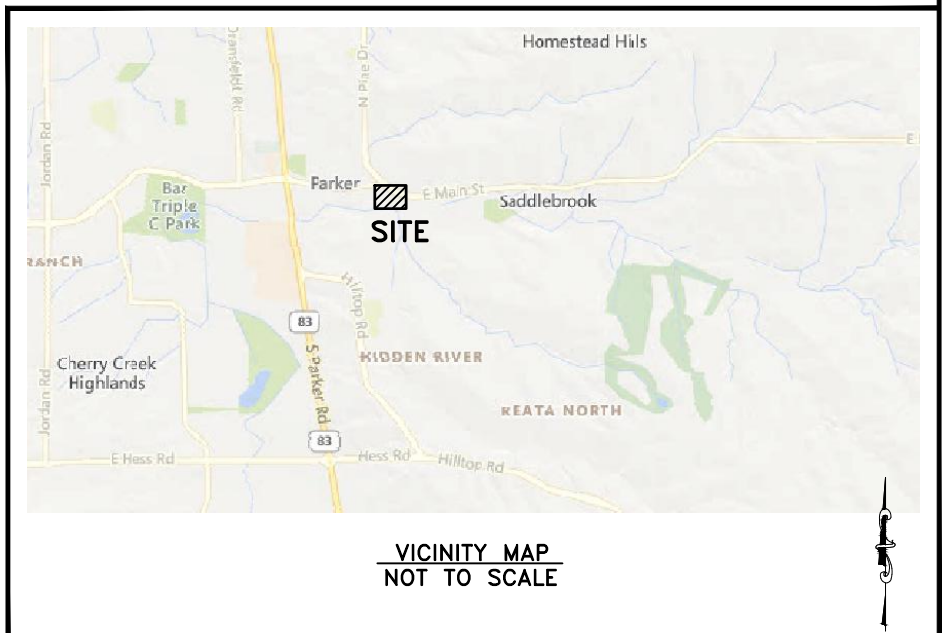 Homestead Hills
N Pine Dr
Jordan Rd
Parker
E Main St
E
Bar
Triple
C Park
Saddlebrook
SITE
RANCH
Hilltop Rd
83
S Parker Rd
HIDDEN RIVER
Cherry Creek
Highlands
KEATA NORTH
Jordan Rd
83
E Hess Rd
Hess Rd
Hilltop Rd
VICINITY MAP
NOT TO SCALE